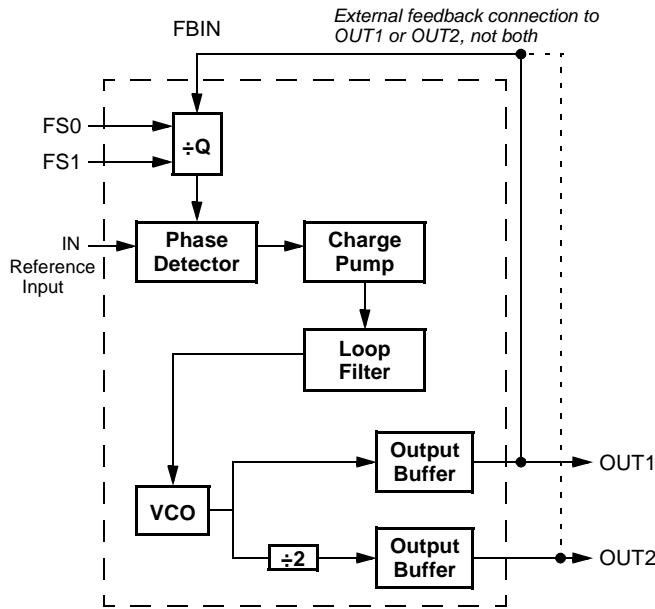 External feedback connection to
OUT1 or OUT2, not both
FBIN
FS0
FS1
÷Q
IN
Reference
Input
Phase
Detector
Charge
Pump
Loop
Filter
VCO
Output
Buffer
OUT1
÷2
Output
Buffer
OUT2